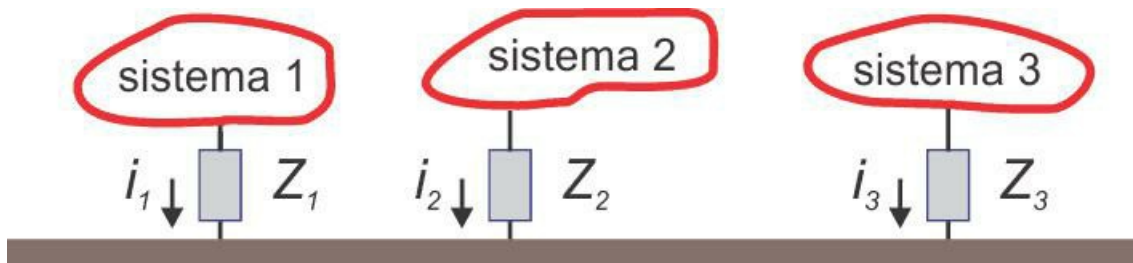 sistema 1
sistema 2
sistema 3
i₁ Z₁
i₂ Z₂
i₃ Z₃